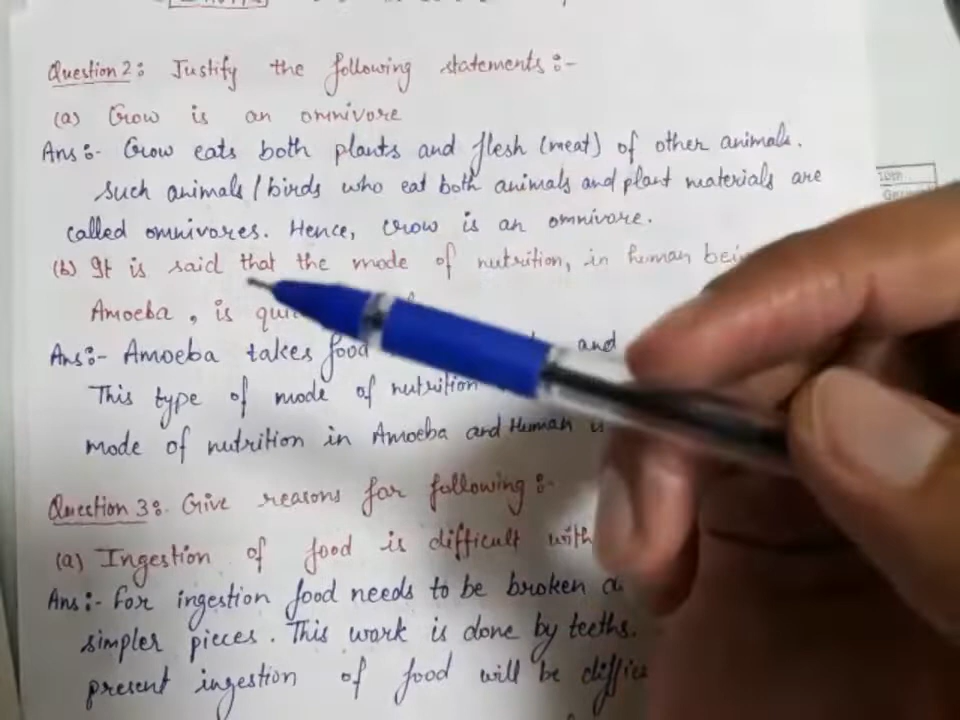 Question 2: Justify the following statements:-
(a) Crow is an omnivore
Ans:- Crow eats both plants and flesh (meat) of other animals.
Such animals/birds who eat both animals and plant materials are
called omnivores. Hence, crow is an omnivore.
(b) It is said that the mode of nutrition, in human
Amoeba, is
Ans:- Amoeba takes food and
This type of mode of nutrition
mode of nutrition in Amoeba and Human
Question 3:- Give reasons for following:-
(a) Ingestion of food is difficult
Ans:- For ingestion food needs to be broken
simpler pieces. This work is done by teeths.
present ingestion of food will be